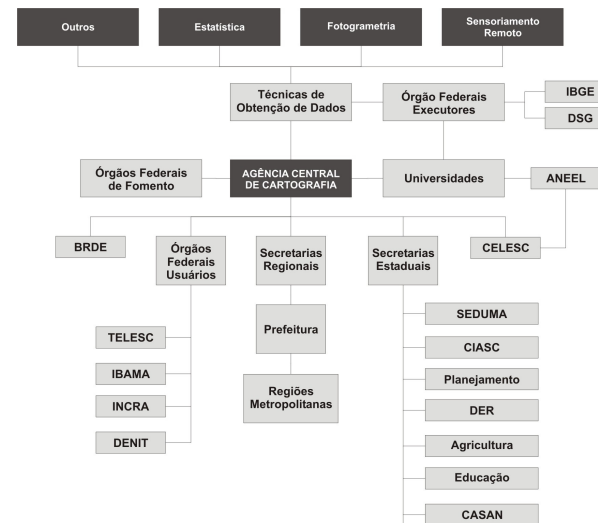 Outros
Estatística
Fotogrametria
Sensoriamento
Remoto
Técnicas de
Obtenção de Dados
Órgão Federais
Executores
IBGE
DSG
Órgãos Federais
de Fomento
AGÊNCIA CENTRAL
DE CARTOGRAFIA
Universidades
ANEEL
BRDE
Órgãos
Federais
Usuários
Secretarias
Regionais
Secretarias
Estaduais
CELESC
TELESC
IBAMA
INCRA
DENIT
Prefeitura
Regiões
Metropolitanas
SEDUMA
CIASC
Planejamento
DER
Agricultura
Educação
CASAN